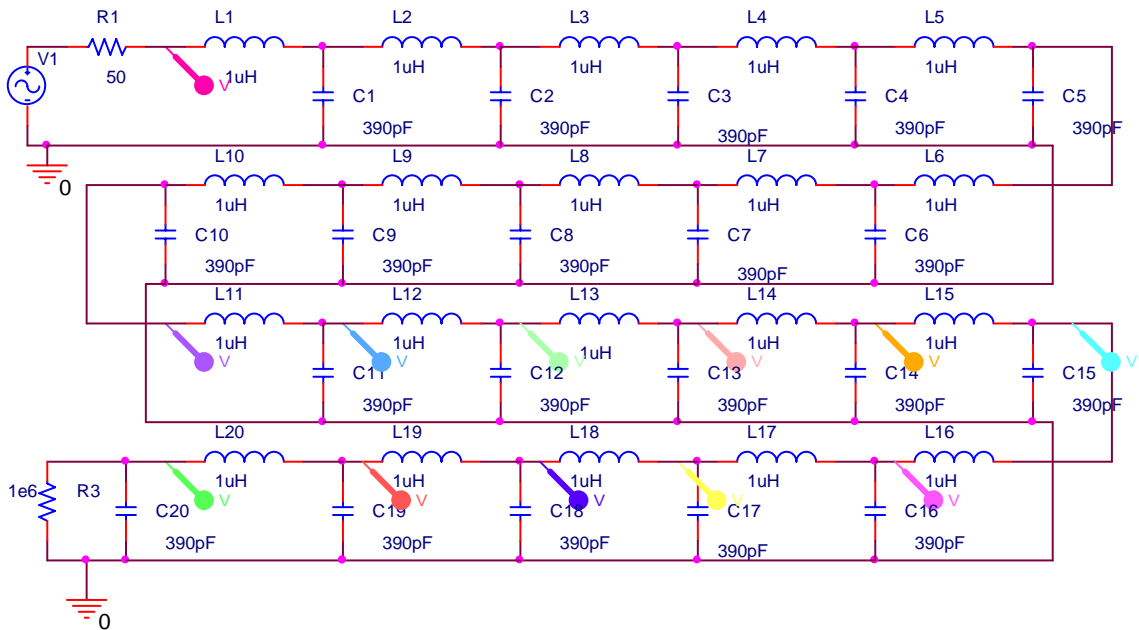 R1 L1 L2 L3 L4 L5
V1
50 V 1uH 1uH 1uH 1uH 1uH
C1 C2 C3 C4 C5
390pF 390pF 390pF 390pF 390pF
0
L10 L9 L8 L7 L6
1uH 1uH 1uH 1uH 1uH
C10 C9 C8 C7 C6
390pF 390pF 390pF 390pF 390pF
L11 L12 L13 L14 L15
1uH 1uH 1uH 1uH 1uH
V V V V V V
C11 C12 C13 C14 C15
390pF 390pF 390pF 390pF 390pF
L20 L19 L18 L17 L16
1uH 1uH 1uH 1uH 1uH
1e6 R3 V V V V V
C20 C19 C18 C17 C16
390pF 390pF 390pF 390pF 390pF
0